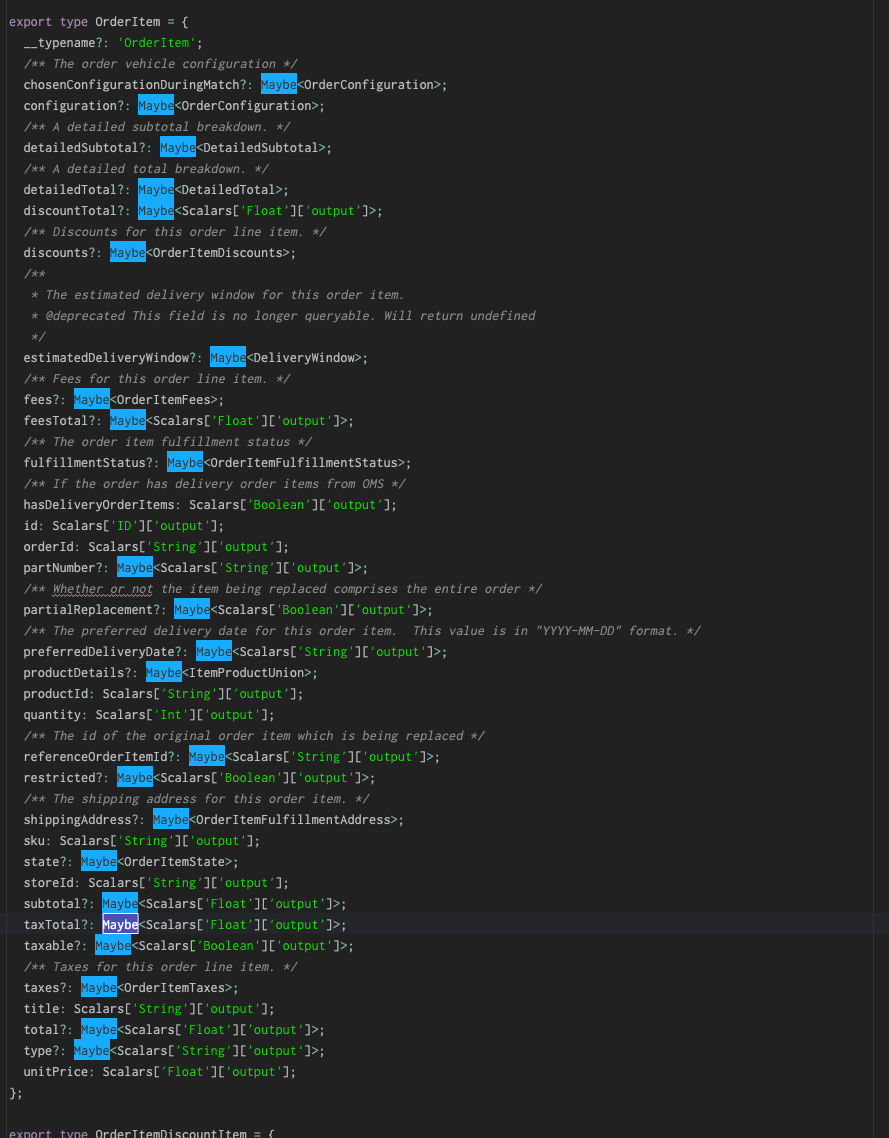 export type OrderItem = {
  __typename?: 'OrderItem';
  /** The order vehicle configuration */
  chosenConfigurationDuringMatch?: Maybe<OrderConfiguration>;
  configuration?: Maybe<OrderConfiguration>;
  /** A detailed subtotal breakdown. */
  detailedSubtotal?: Maybe<DetailedSubtotal>;
  /** A detailed total breakdown. */
  detailedTotal?: Maybe<DetailedTotal>;
  discountTotal?: Maybe<Scalars['Float']['output']>;
  /** Discounts for this order line item. */
  discounts?: Maybe<OrderItemDiscounts>;
  /**
   * The estimated delivery window for this order item.
   * @deprecated This field is no longer queryable. Will return undefined
   */
  estimatedDeliveryWindow?: Maybe<DeliveryWindow>;
  /** Fees for this order line item. */
  fees?: Maybe<OrderItemFees>;
  feesTotal?: Maybe<Scalars['Float']['output']>;
  /** The order item fulfillment status */
  fulfillmentStatus?: Maybe<OrderItemFulfillmentStatus>;
  /** If the order has delivery order items from OMS */
  hasDeliveryOrderItems: Scalars['Boolean']['output'];
  id: Scalars['ID']['output'];
  orderId: Scalars['String']['output'];
  partNumber?: Maybe<Scalars['String']['output']>;
  /** Whether or not the item being replaced comprises the entire order */
  partialReplacement?: Maybe<Scalars['Boolean']['output']>;
  /** The preferred delivery date for this order item.  This value is in "YYYY-MM-DD" format. */
  preferredDeliveryDate?: Maybe<Scalars['String']['output']>;
  productDetails?: Maybe<ItemProductUnion>;
  productId: Scalars['String']['output'];
  quantity: Scalars['Int']['output'];
  /** The id of the original order item which is being replaced */
  referenceOrderItemId?: Maybe<Scalars['String']['output']>;
  restricted?: Maybe<Scalars['Boolean']['output']>;
  /** The shipping address for this order item. */
  shippingAddress?: Maybe<OrderItemFulfillmentAddress>;
  sku: Scalars['String']['output'];
  state?: Maybe<OrderItemState>;
  storeId: Scalars['String']['output'];
  subtotal?: Maybe<Scalars['Float']['output']>;
  taxTotal?: Maybe<Scalars['Float']['output']>;
  taxable?: Maybe<Scalars['Boolean']['output']>;
  /** Taxes for this order line item. */
  taxes?: Maybe<OrderItemTaxes>;
  title: Scalars['String']['output'];
  total?: Maybe<Scalars['Float']['output']>;
  type?: Maybe<Scalars['String']['output']>;
  unitPrice: Scalars['Float']['output'];
};
export type OrderItemDiscountItem = {